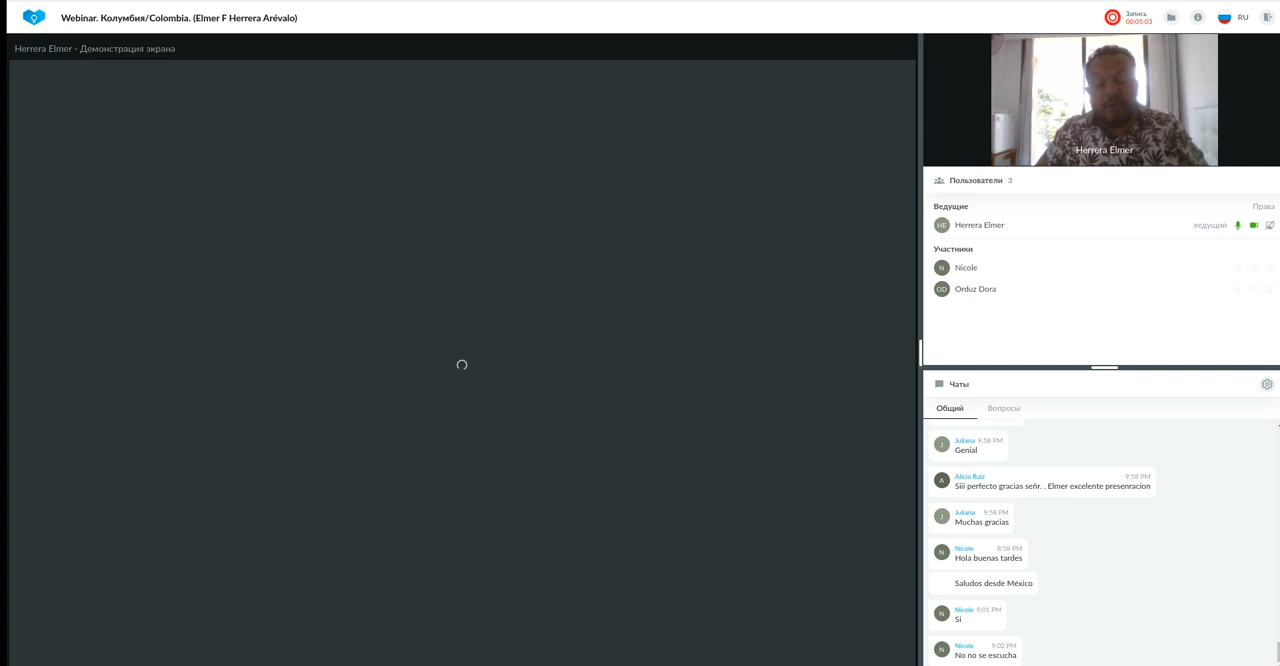 Webinar. Колумбия/Colombia. (Elmer F Herrera Arévalo)
Запись
00:05:03
RU
Herrera Elmer - Демонстрация экрана
Herrera Elmer
Пользователи 3
Ведущие Права
HE Herrera Elmer ведущий
Участники
N Nicole
OD Orduz Dora
Чаты
Общий Вопросы
J Juliana 9:58 PM
Genial
A Alicia Ruiz 9:58 PM
Siii perfecto gracias señr. . Elmer excelente presenracion
J Juliana 9:58 PM
Muchas gracias
N Nicole 8:58 PM
Hola buenas tardes
Saludos desde México
N Nicole 9:01 PM
Si
N Nicole 9:02 PM
No no se escucha